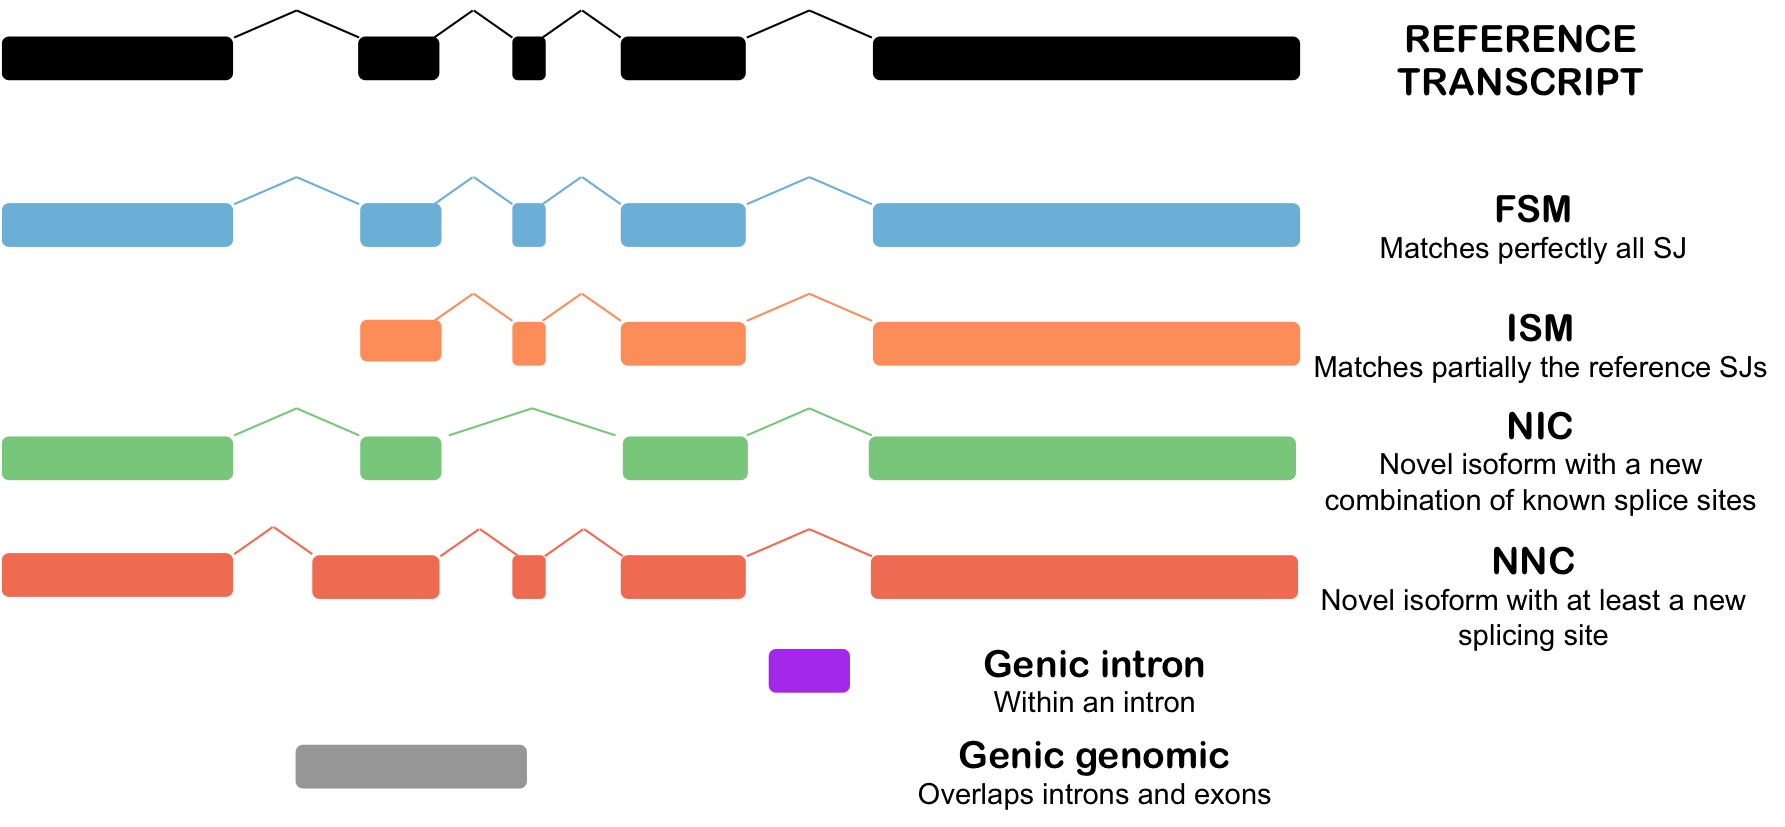 REFERENCE
TRANSCRIPT
FSM
Matches perfectly all SJ
ISM
Matches partially the reference SJs
NIC
Novel isoform with a new
combination of known splice sites
NNC
Novel isoform with at least a new
splicing site
Genic intron
Within an intron
Genic genomic
Overlaps introns and exons